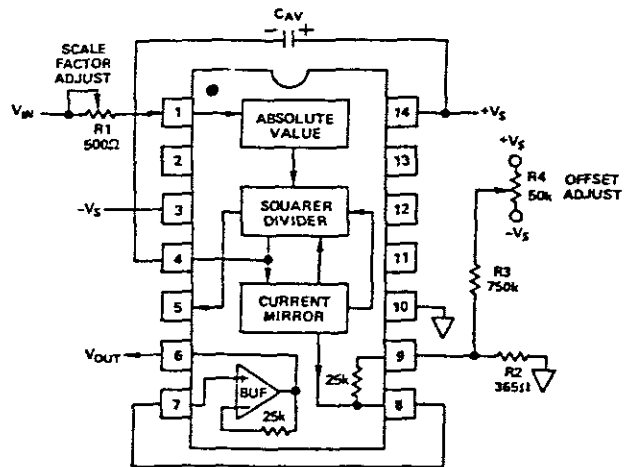 CAV
− +
SCALE
FACTOR
ADJUST
VIN
R1
500Ω
1
2
−VS
3
4
5
VOUT
6
7
ABSOLUTE
VALUE
SQUARER
DIVIDER
CURRENT
MIRROR
+
−
BUF
25k
25k
14
+VS
13
12
11
10
9
8
+VS
R4
50k
OFFSET
ADJUST
−VS
R3
750k
R2
365Ω